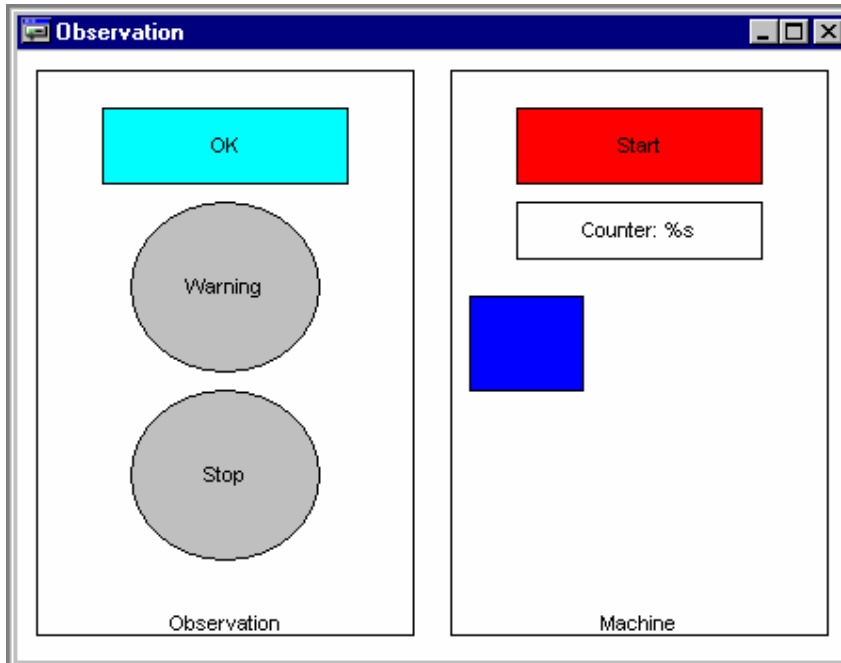 Observation
OK
Warning
Stop
Observation
Start
Counter: %s
Machine